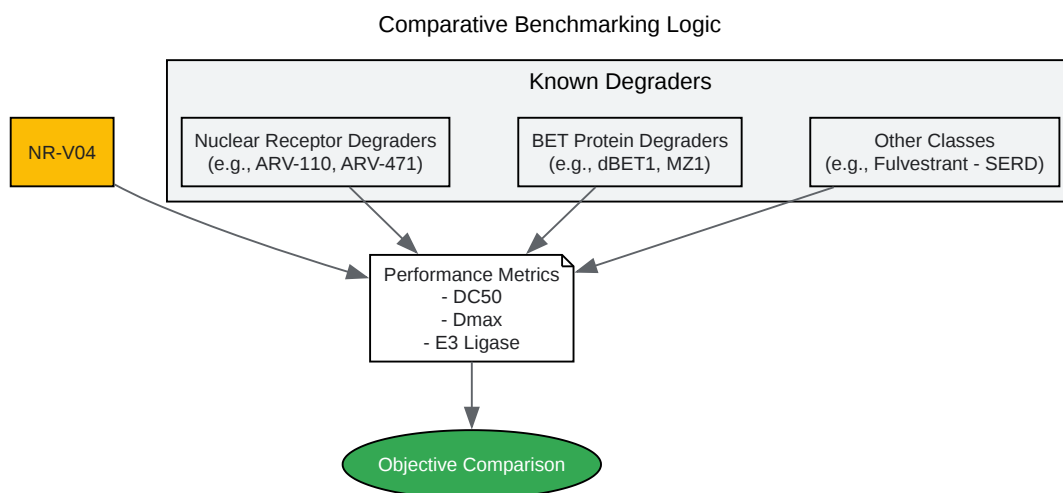 Comparative Benchmarking Logic
Known Degraders
NR-V04
Nuclear Receptor Degraders
(e.g., ARV-110, ARV-471)
BET Protein Degraders
(e.g., dBET1, MZ1)
Other Classes
(e.g., Fulvestrant - SERD)
Performance Metrics
- DC50
- Dmax
- E3 Ligase
Objective Comparison